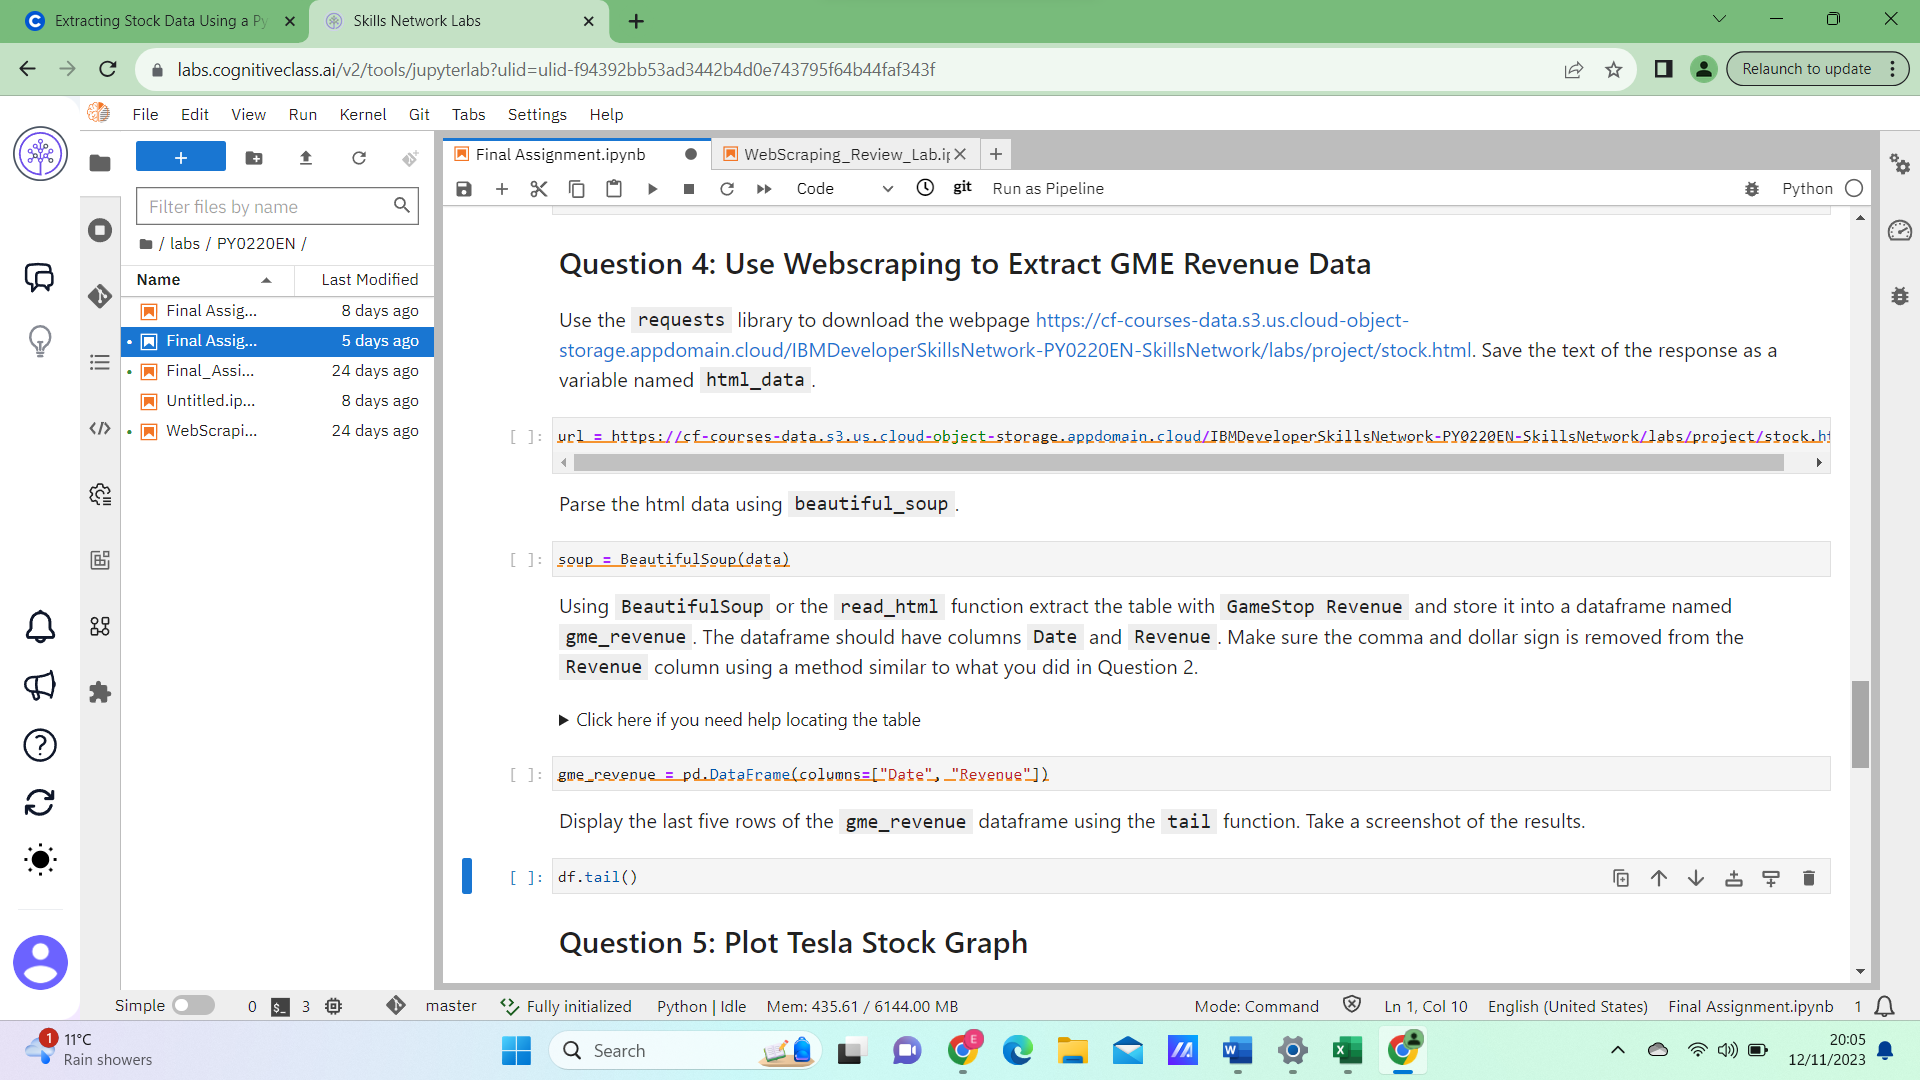 Extracting Stock Data Using a Py
Skills Network Labs
labs.cognitiveclass.ai/v2/tools/jupyterlab?ulid=ulid-f94392bb53ad3442b4d0e743795f64b44faf343f
Relaunch to update
File Edit View Run Kernel Git Tabs Settings Help
Final Assignment.ipynb
WebScraping_Review_Lab.ip
Code
git
Run as Pipeline
Python
Filter files by name
/ labs / PY0220EN /
Name Last Modified
Final Assig... 8 days ago
Final Assig... 5 days ago
Final_Assi... 24 days ago
Untitled.ip... 8 days ago
WebScrapi... 24 days ago
Question 4: Use Webscraping to Extract GME Revenue Data
Use the requests library to download the webpage https://cf-courses-data.s3.us.cloud-object-
storage.appdomain.cloud/IBMDeveloperSkillsNetwork-PY0220EN-SkillsNetwork/labs/project/stock.html. Save the text of the response as a
variable named html_data.
[ ]: url = https://cf-courses-data.s3.us.cloud-object-storage.appdomain.cloud/IBMDeveloperSkillsNetwork-PY0220EN-SkillsNetwork/labs/project/stock.ht
Parse the html data using beautiful_soup.
[ ]: soup = BeautifulSoup(data)
Using BeautifulSoup or the read_html function extract the table with GameStop Revenue and store it into a dataframe named
gme_revenue. The dataframe should have columns Date and Revenue. Make sure the comma and dollar sign is removed from the
Revenue column using a method similar to what you did in Question 2.
Click here if you need help locating the table
[ ]: gme_revenue = pd.DataFrame(columns=["Date", "Revenue"])
Display the last five rows of the gme_revenue dataframe using the tail function. Take a screenshot of the results.
[ ]: df.tail()
Question 5: Plot Tesla Stock Graph
Simple 0 3 master Fully initialized Python | Idle Mem: 435.61 / 6144.00 MB Mode: Command Ln 1, Col 10 English (United States) Final Assignment.ipynb 1
1
11°C
Rain showers
Search
E
20:05
12/11/2023